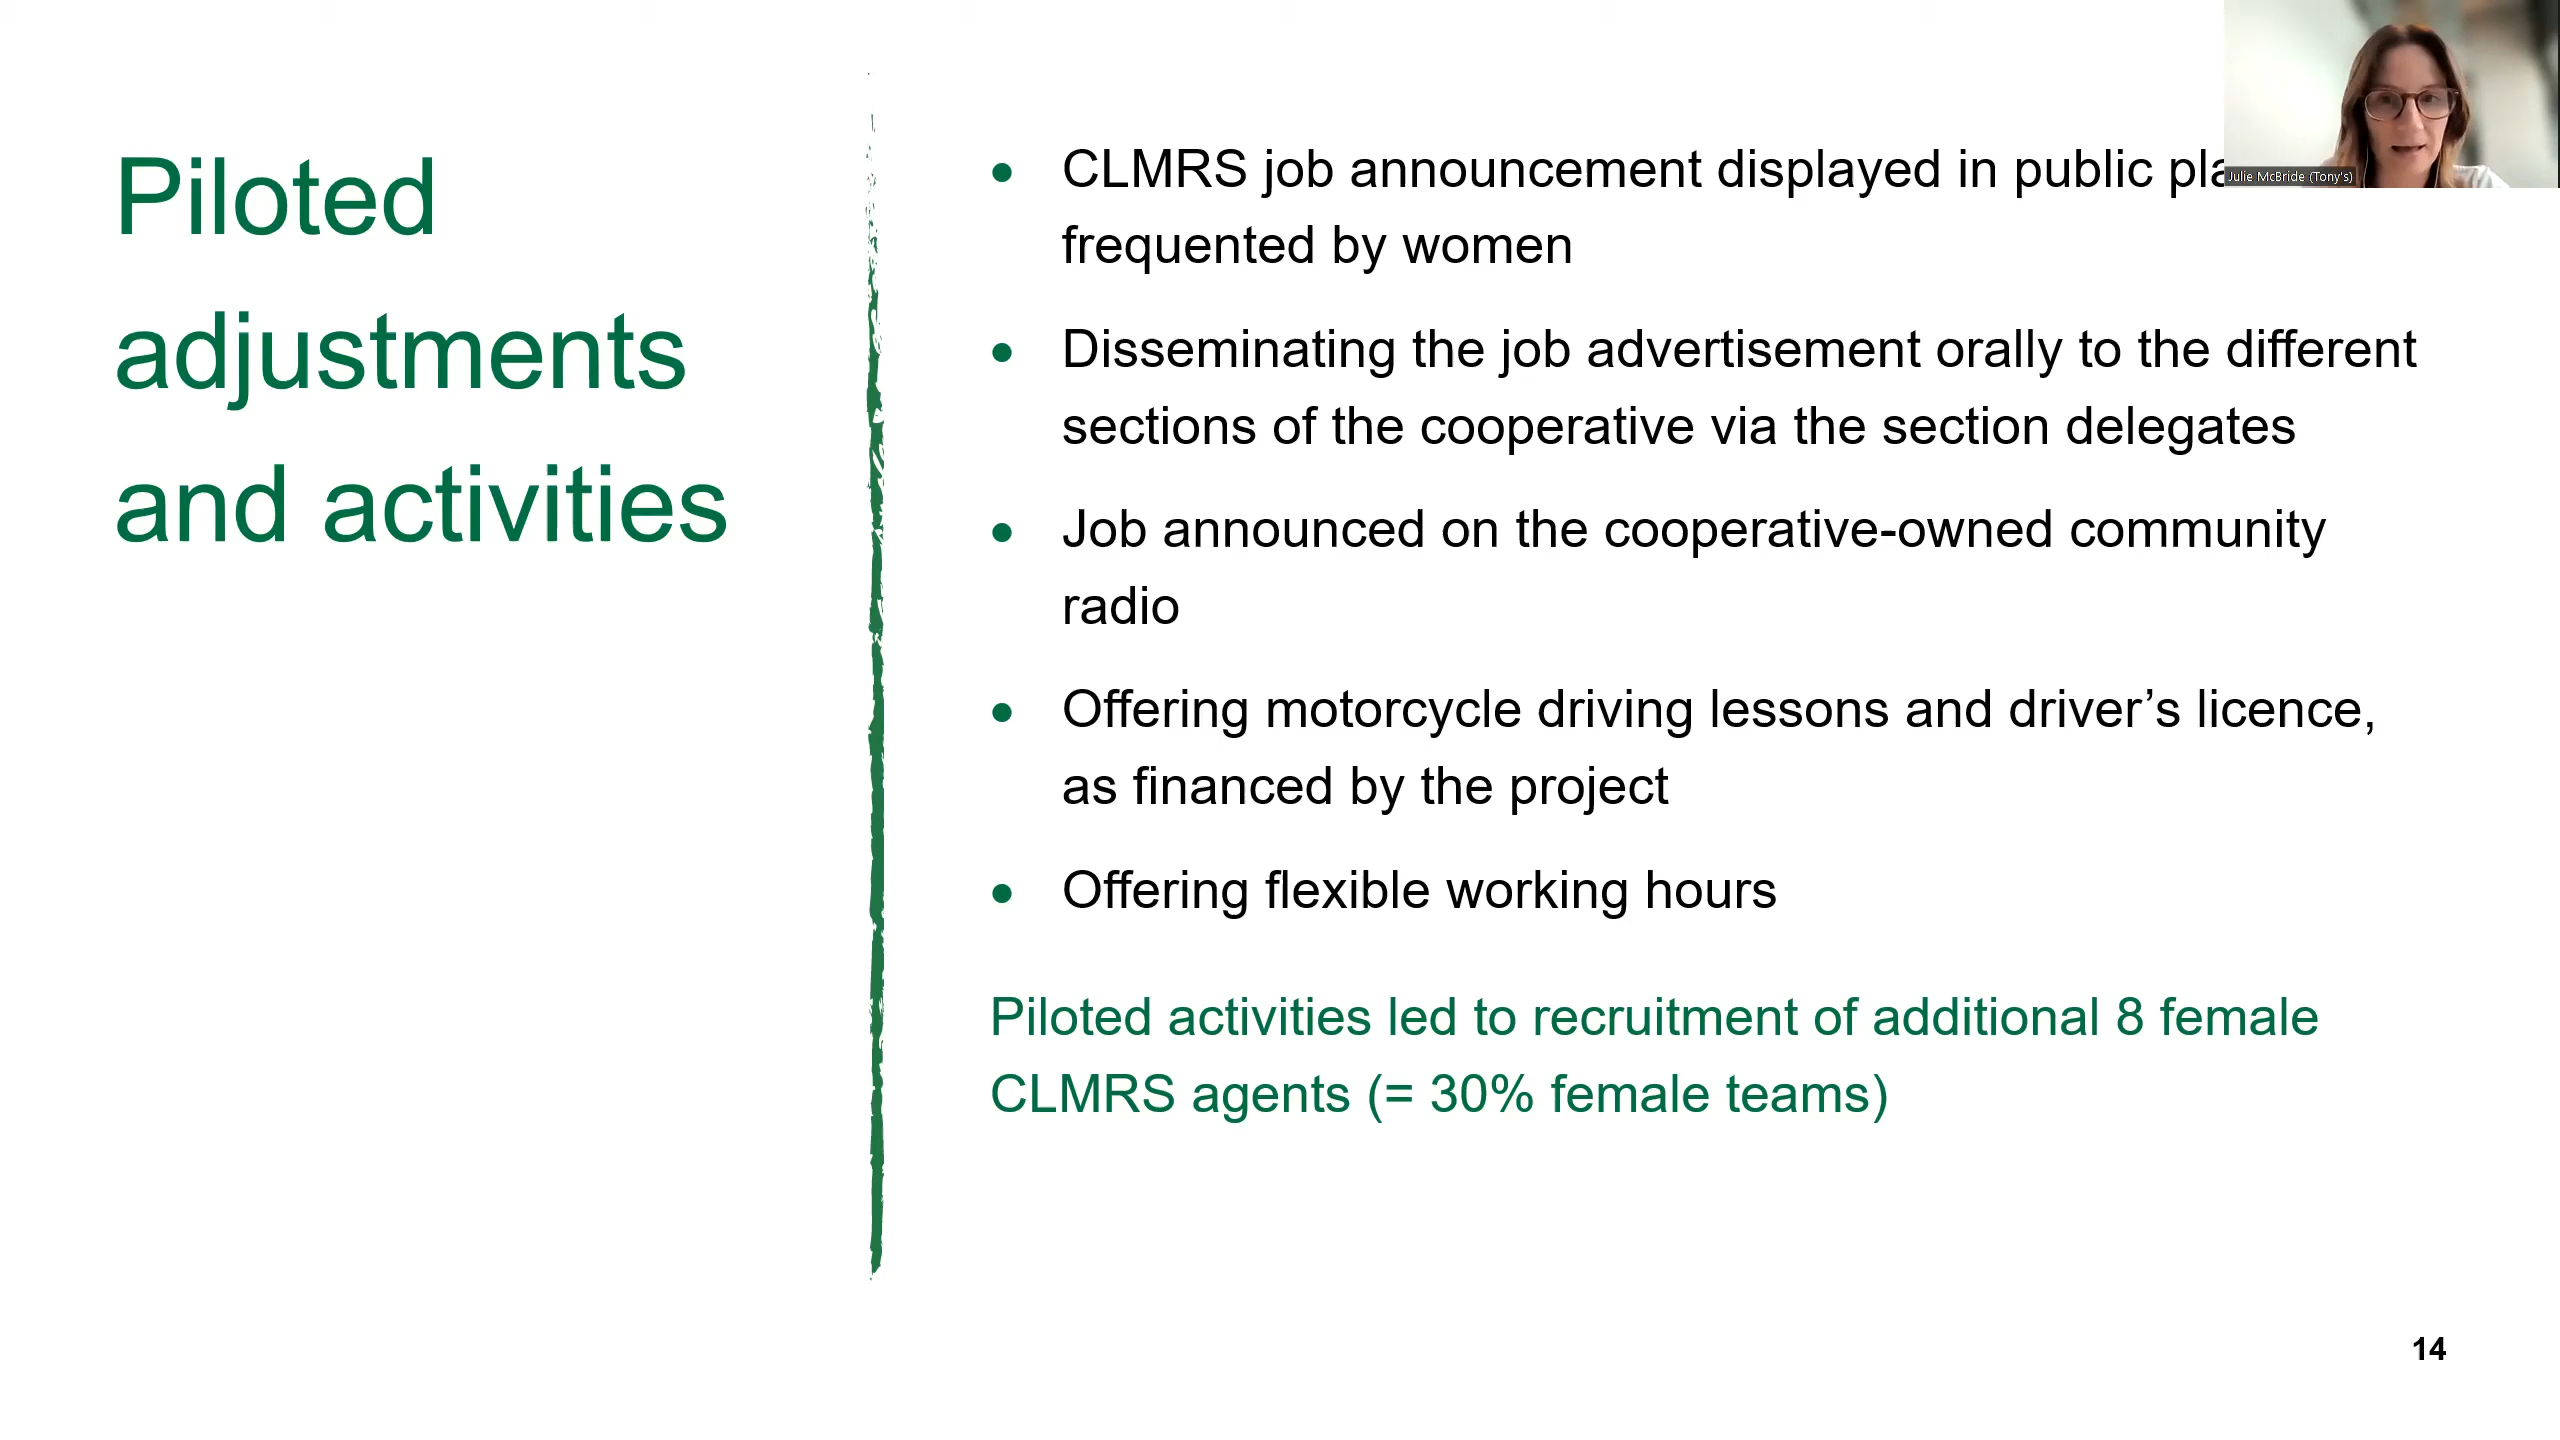 Piloted
adjustments
and activities
CLMRS job announcement displayed in public
frequented by women
Disseminating the job advertisement orally to the different
sections of the cooperative via the section delegates
Job announced on the cooperative-owned community
radio
Offering motorcycle driving lessons and driver’s licence,
as financed by the project
Offering flexible working hours
Piloted activities led to recruitment of additional 8 female
CLMRS agents (= 30% female teams)
Julie McBride (Tony's)
14